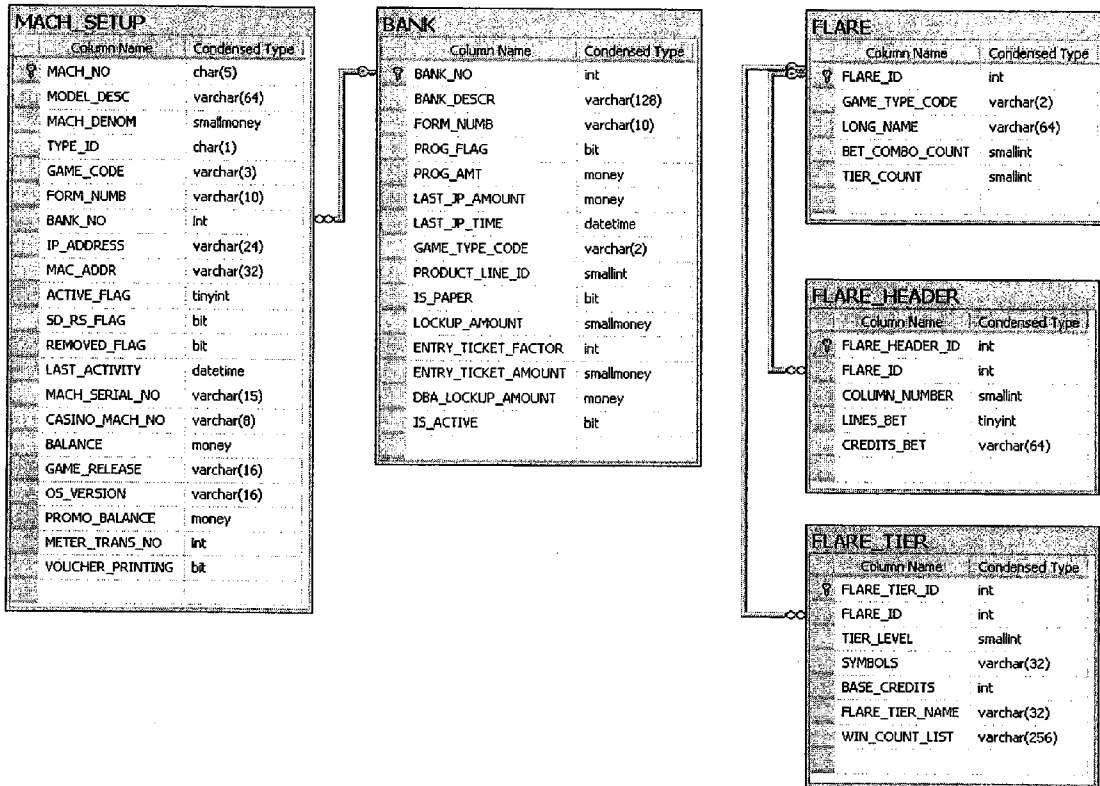 MACH_SETUP
Column Name Condensed Type
MACH_NO char(5)
MODEL_DESC varchar(64)
MACH_DENOM smallmoney
TYPE_ID char(1)
GAME_CODE varchar(3)
FORM_NUMB varchar(10)
BANK_NO int
IP_ADDRESS varchar(24)
MAC_ADDR varchar(32)
ACTIVE_FLAG tinyint
SD_RS_FLAG bit
REMOVED_FLAG bit
LAST_ACTIVITY datetime
MACH_SERIAL_NO varchar(15)
CASINO_MACH_NO varchar(8)
BALANCE money
GAME_RELEASE varchar(16)
OS_VERSION varchar(16)
PROMO_BALANCE money
METER_TRANS_NO int
VOUCHER_PRINTING bit
BANK
Column Name Condensed Type
BANK_NO int
BANK_DESCR varchar(128)
FORM_NUMB varchar(10)
PROG_FLAG bit
PROG_AMT money
LAST_JP_AMOUNT money
LAST_JP_TIME datetime
GAME_TYPE_CODE varchar(2)
PRODUCT_LINE_ID smallint
IS_PAPER bit
LOCKUP_AMOUNT smallmoney
ENTRY_TICKET_FACTOR int
ENTRY_TICKET_AMOUNT smallmoney
DBA_LOCKUP_AMOUNT money
IS_ACTIVE bit
FLARE
Column Name Condensed Type
FLARE_ID int
GAME_TYPE_CODE varchar(2)
LONG_NAME varchar(64)
BET_COMBO_COUNT smallint
TIER_COUNT smallint
FLARE_HEADER
Column Name Condensed Type
FLARE_HEADER_ID int
FLARE_ID int
COLUMN_NUMBER smallint
LINES_BET tinyint
CREDITS_BET varchar(64)
FLARE_TIER
Column Name Condensed Type
FLARE_TIER_ID int
FLARE_ID int
TIER_LEVEL smallint
SYMBOLS varchar(32)
BASE_CREDITS int
FLARE_TIER_NAME varchar(32)
WIN_COUNT_LIST varchar(256)